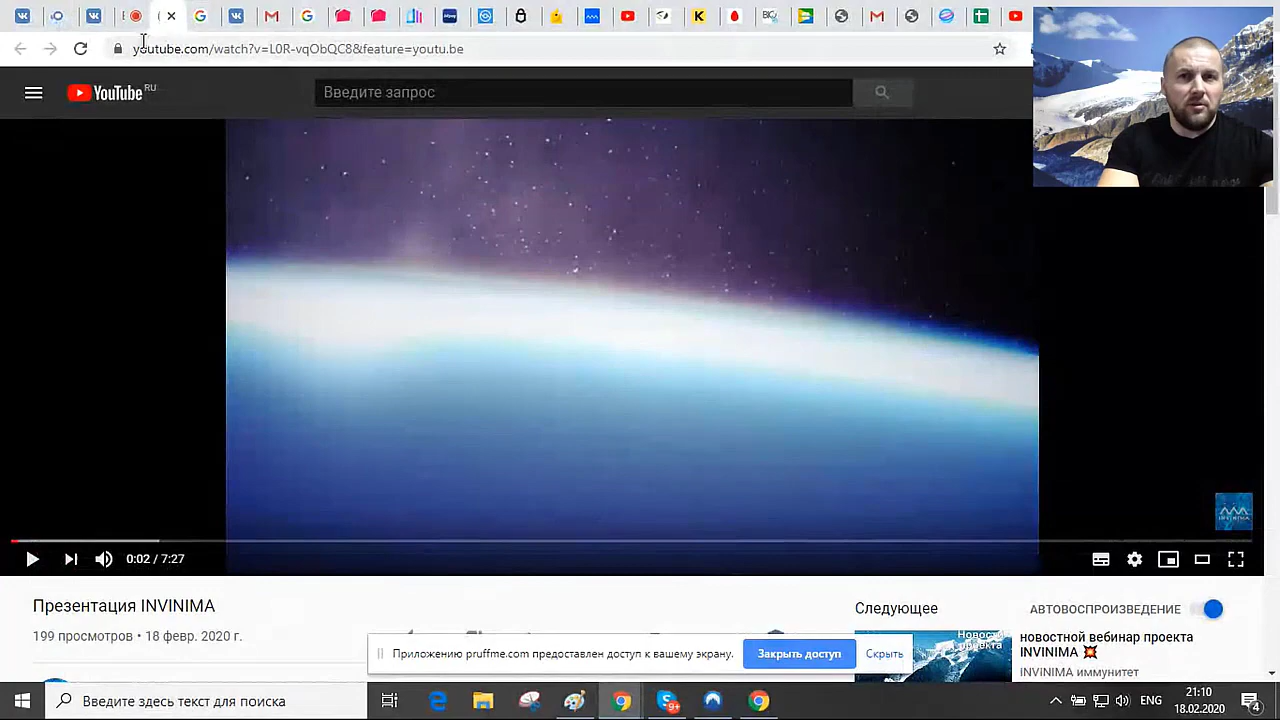 youtube.com/watch?v=L0R-vqObQC8&feature=youtu.be
YouTube RU
Введите запрос
INVINIMA
0:02 / 7:27
Презентация INVINIMA
199 просмотров • 18 февр. 2020 г.
Следующее
АВТОВОСПРОИЗВЕДЕНИЕ
новостной вебинар проекта
INVINIMA
INVINIMA иммунитет
Приложению pruffme.com предоставлен доступ к вашему экрану.
Закрыть доступ
Скрыть
Введите здесь текст для поиска
ENG
21:10
18.02.2020
4